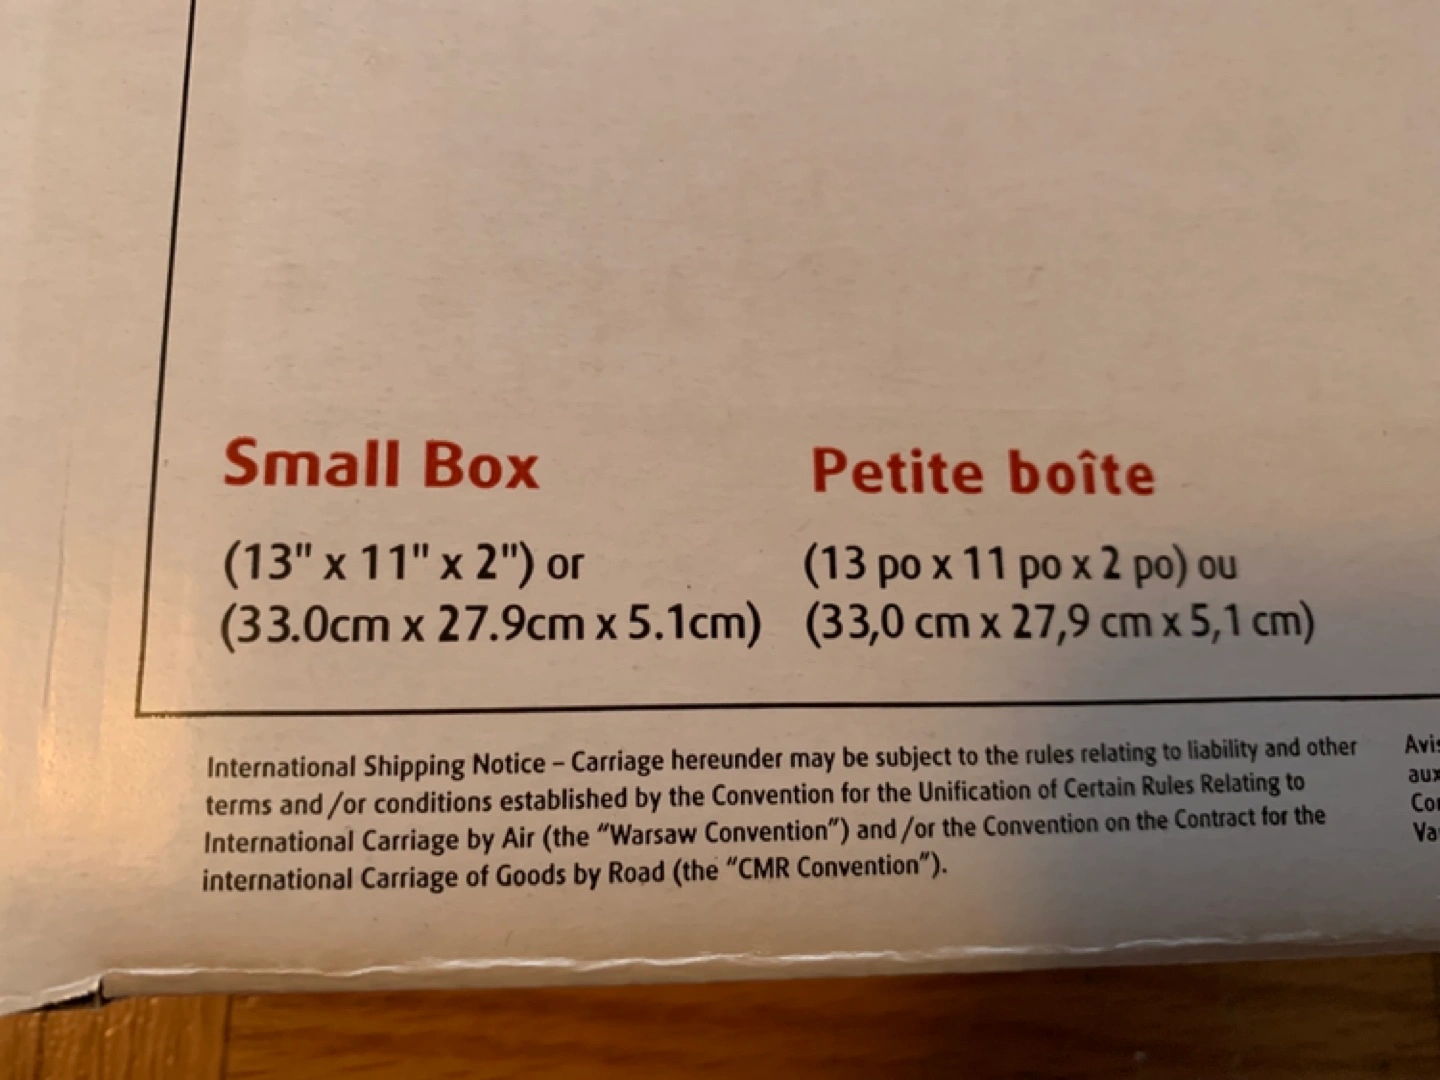 Small Box
(13" x 11" x 2") or
(33.0cm x 27.9cm x 5.1cm)
Petite boîte
(13 po x 11 po x 2 po) ou
(33,0 cm x 27,9 cm x 5,1 cm)
International Shipping Notice – Carriage hereunder may be subject to the rules relating to liability and other
terms and /or conditions established by the Convention for the Unification of Certain Rules Relating to
International Carriage by Air (the “Warsaw Convention”) and /or the Convention on the Contract for the
international Carriage of Goods by Road (the “CMR Convention”).
aux